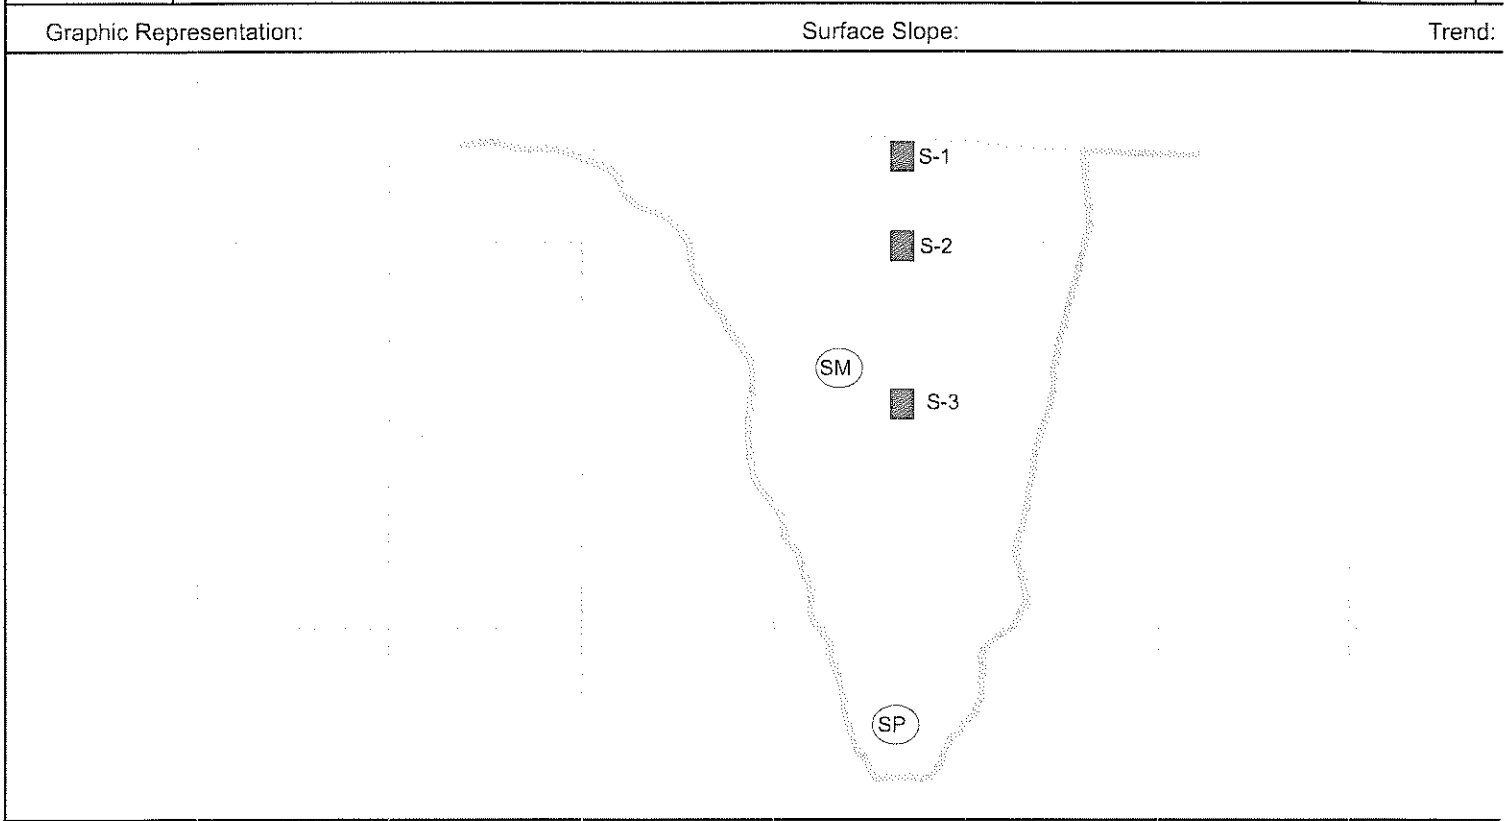 Graphic Representation: Surface Slope: Trend:
S-1
S-2
SM
S-3
SP